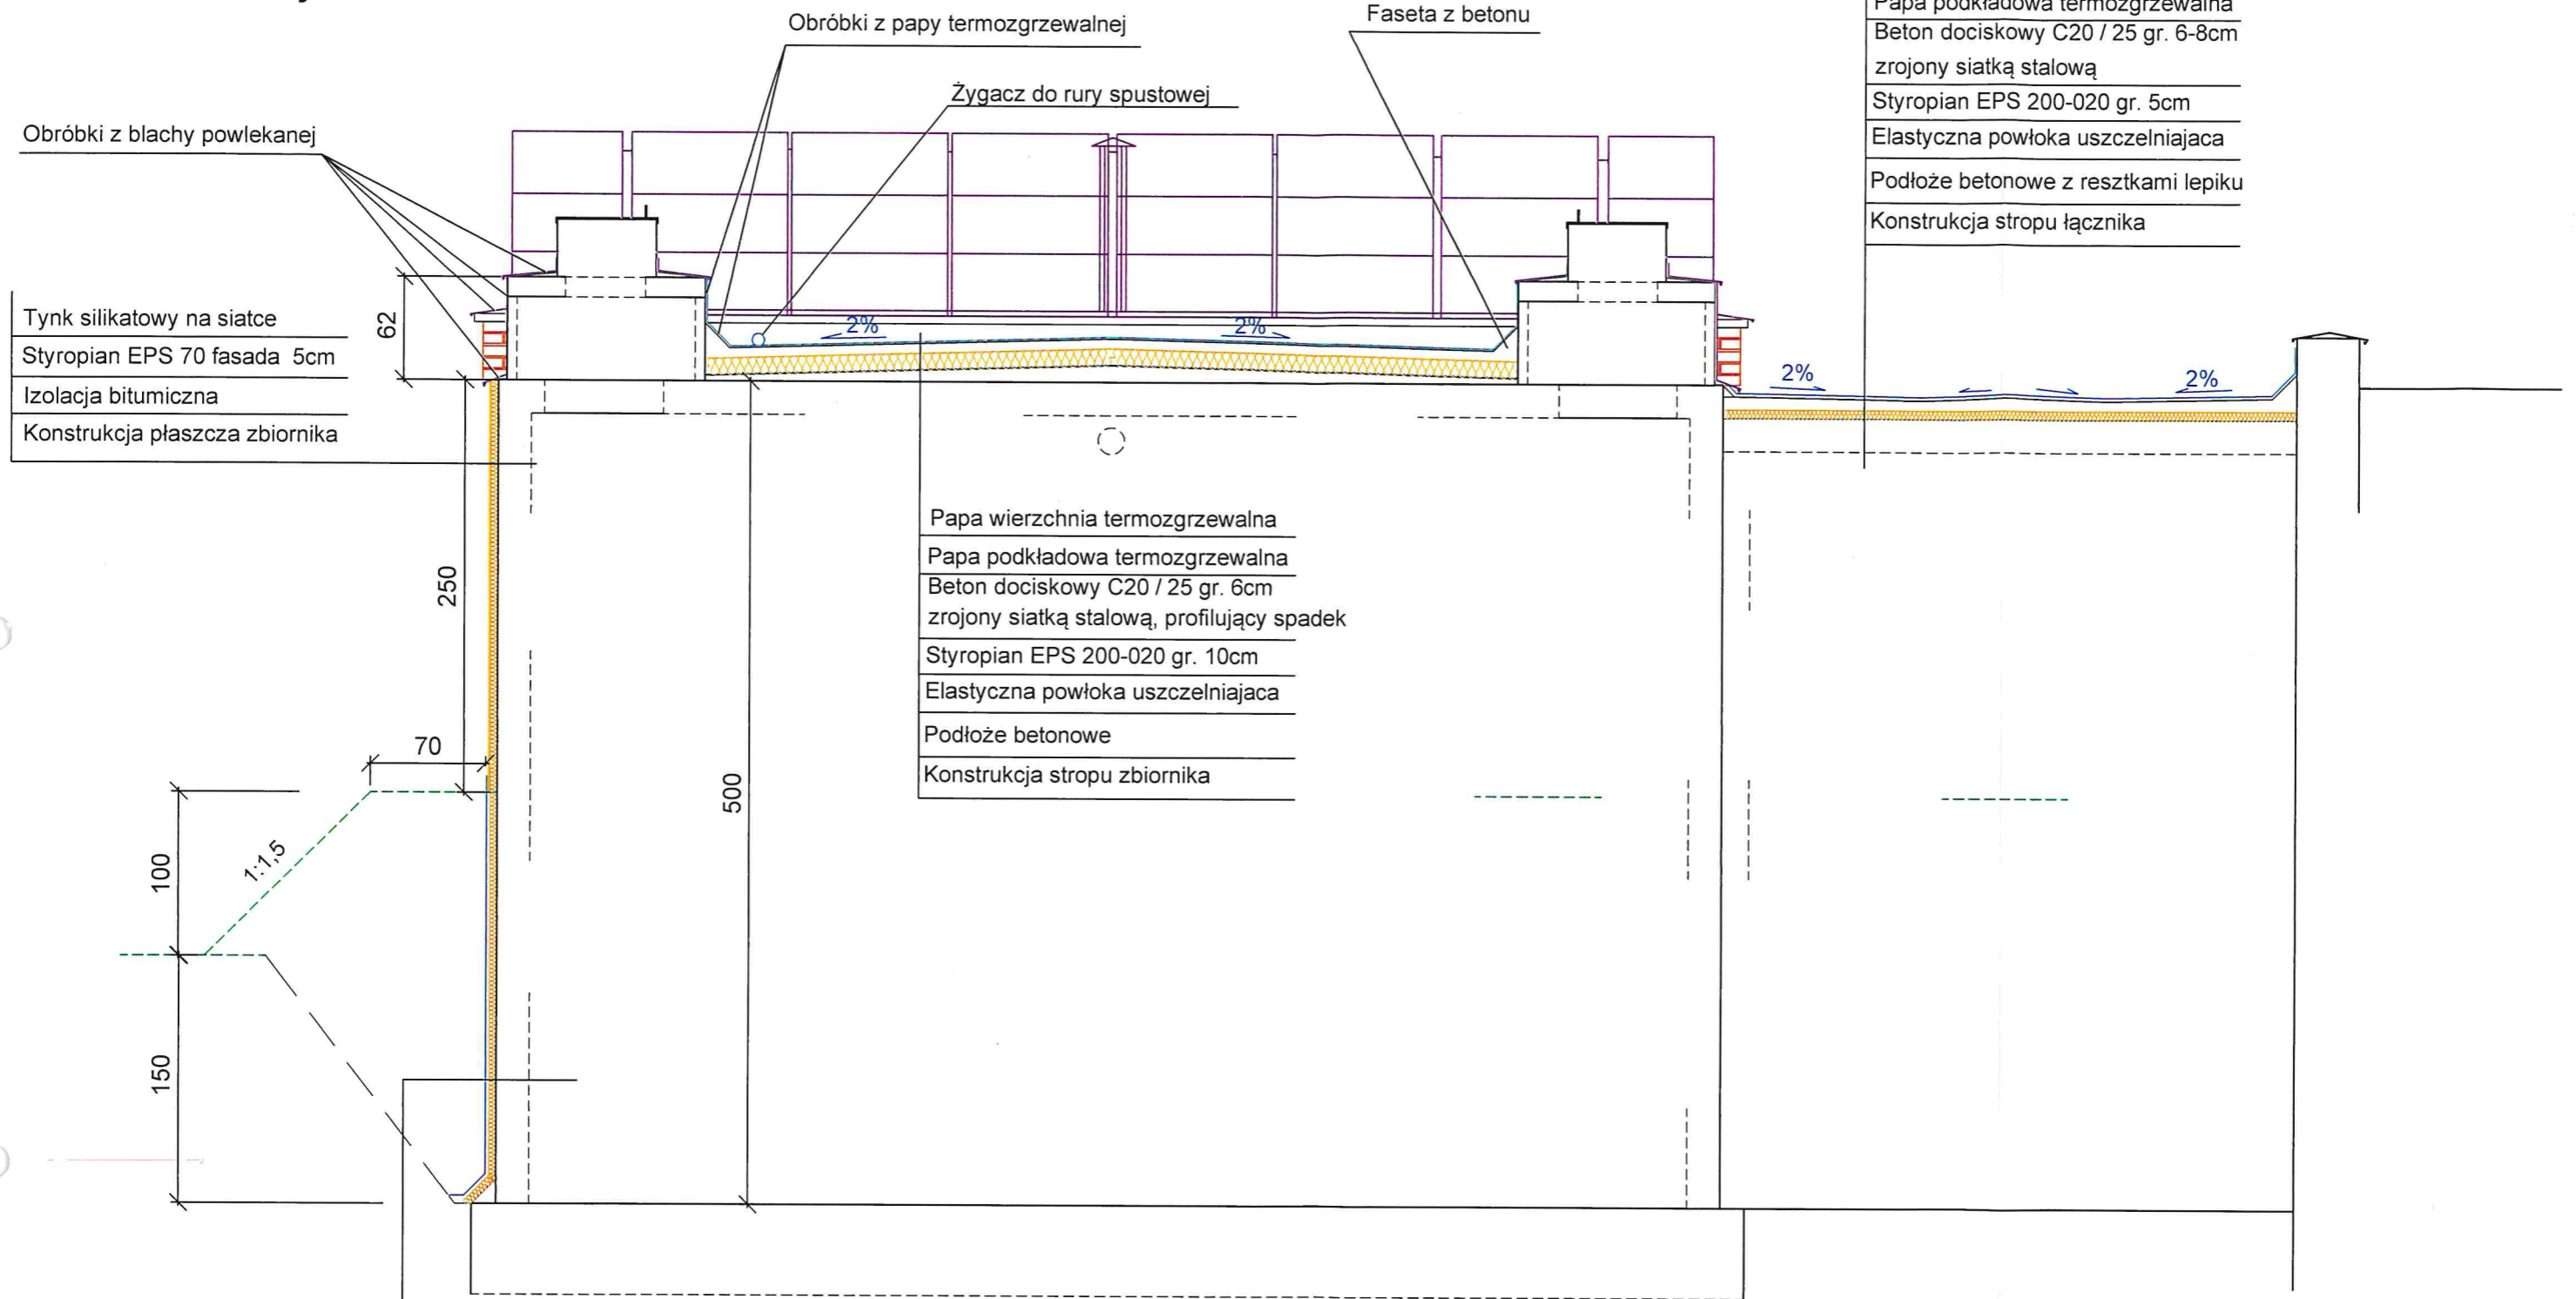 Obróbki z papy termozgrzewalnej
Faseta z betonu
Papa podkładowa termozgrzewalna
Beton dociskowy C20 / 25 gr. 6-8cm
zrojony siatką stalową
Styropian EPS 200-020 gr. 5cm
Elastyczna powłoka uszczelniajaca
Podłoże betonowe z resztkami lepiku
Konstrukcja stropu łącznika
Żygacz do rury spustowej
Obróbki z blachy powlekanej
Tynk silikatowy na siatce
Styropian EPS 70 fasada 5cm
Izolacja bitumiczna
Konstrukcja płaszcza zbiornika
62
2%
2%
2%
2%
Papa wierzchnia termozgrzewalna
Papa podkładowa termozgrzewalna
Beton dociskowy C20 / 25 gr. 6cm
zrojony siatką stalową, profilujący spadek
Styropian EPS 200-020 gr. 10cm
Elastyczna powłoka uszczelniajaca
Podłoże betonowe
Konstrukcja stropu zbiornika
250
70
500
100
1:1,5
150